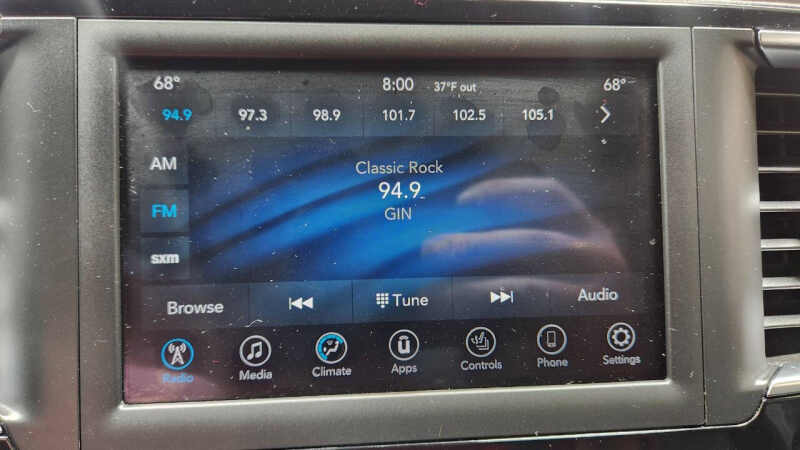 68° 8:00 37°F out 68°
94.9 97.3 98.9 101.7 102.5 105.1
AM
Classic Rock
94.9
FM
GIN
sxm
Browse Tune Audio
Radio Media Climate Apps Controls Phone Settings